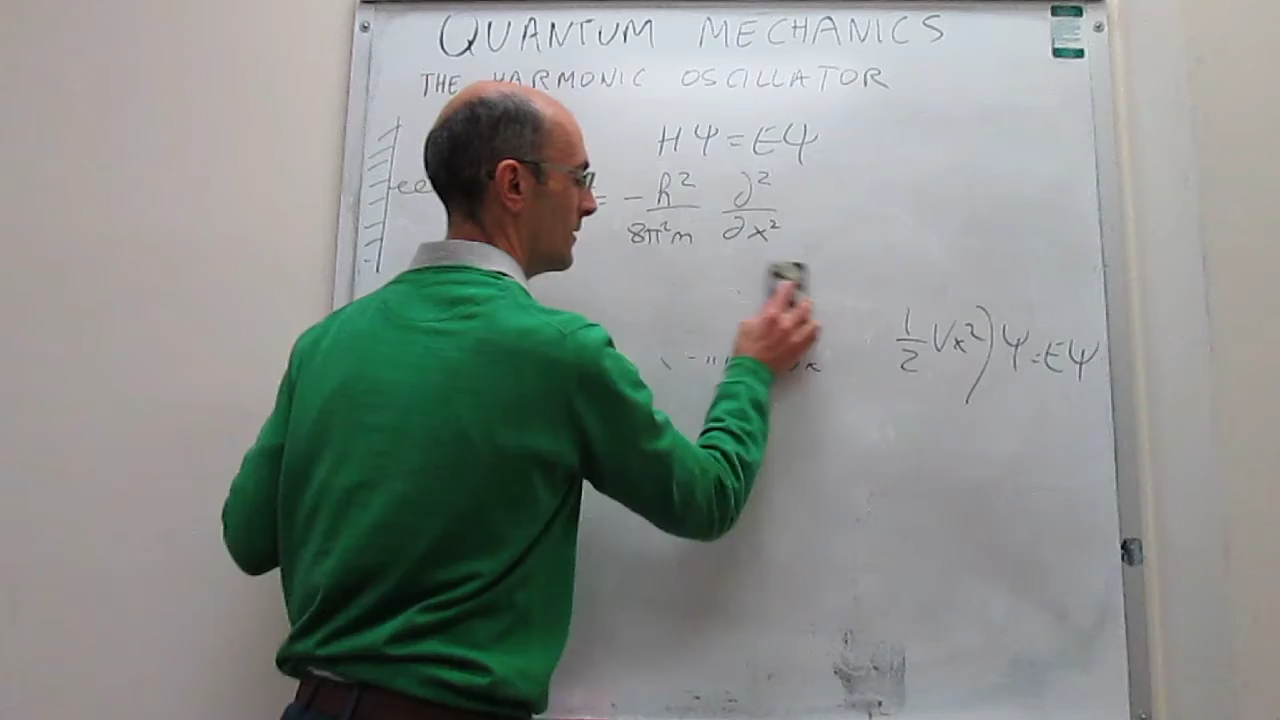 QUANTUM MECHANICS
THE HARMONIC OSCILLATOR
HΨ = EΨ
= -h² / 8π²m ∂² / ∂x²
1/2 Vx²) Ψ = EΨ